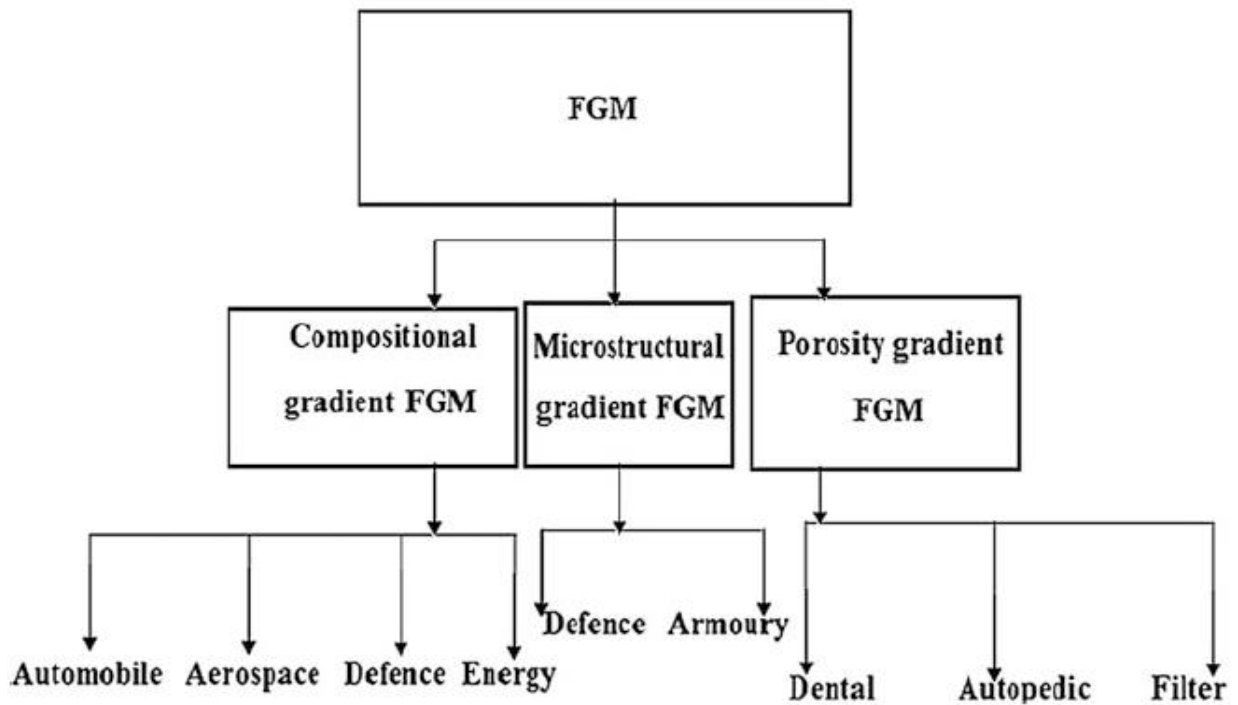 FGM
Compositional
gradient FGM
Microstructural
gradient FGM
Porosity gradient
FGM
Automobile
Aerospace
Defence
Energy
Defence
Armoury
Dental
Autopedic
Filter